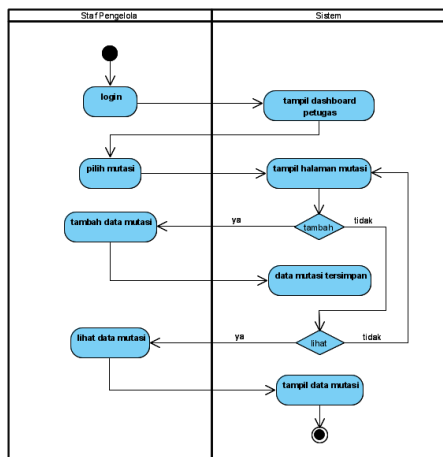 Staf Pengelola
Sistem
login
tampil dashboard
petugas
pilih mutasi
tampil halaman mutasi
tambah data mutasi
ya
tambah
tidak
data mutasi tersimpan
lihat data mutasi
ya
lihat
tidak
tampil data mutasi